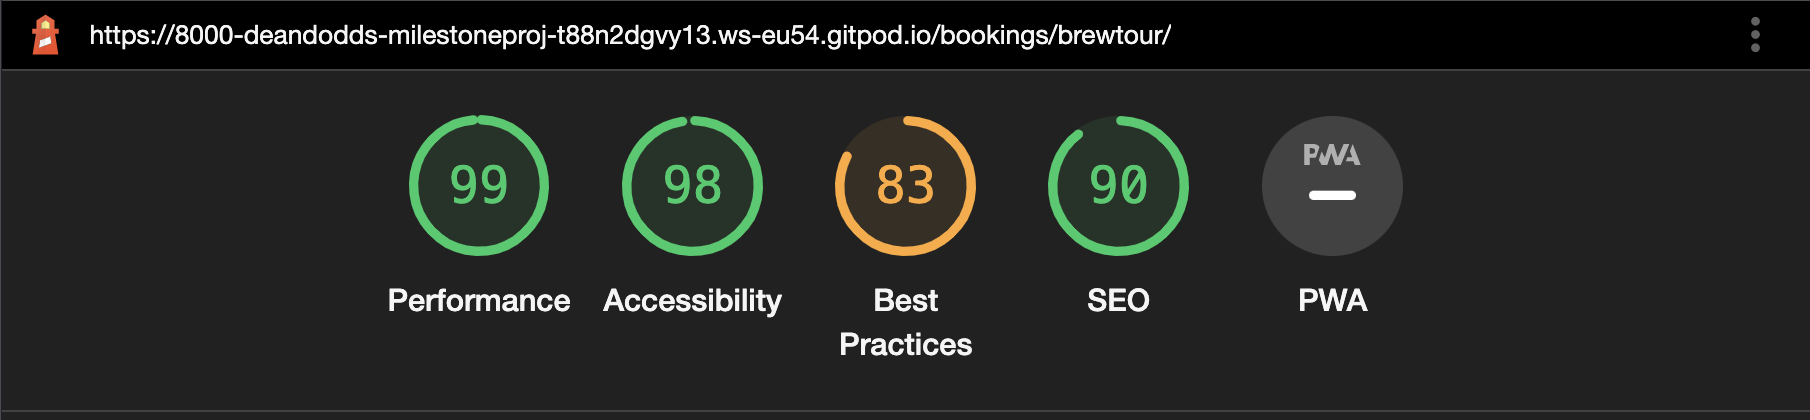 https://8000-deandodds-milestoneproj-t88n2dgvy13.ws-eu54.gitpod.io/bookings/brewtour/
99 98 83 90 PWA
Performance Accessibility Best Practices SEO PWA